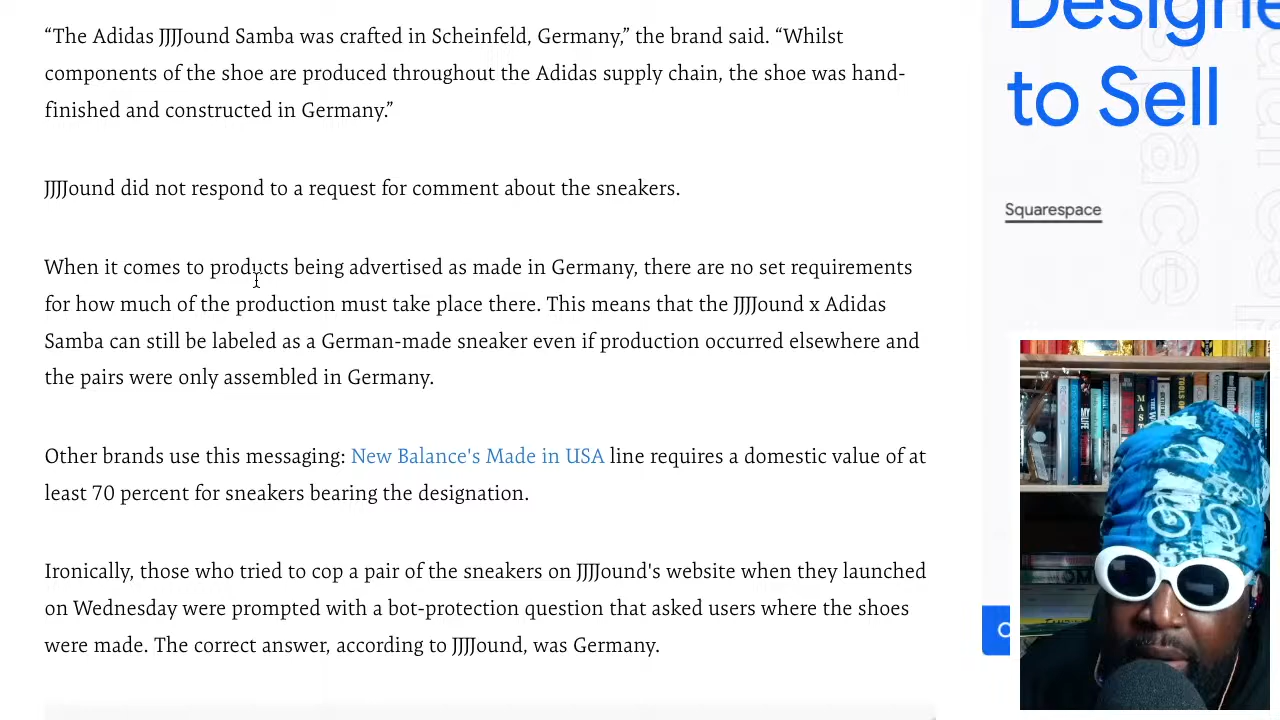 “The Adidas JJJJound Samba was crafted in Scheinfeld, Germany,” the brand said. “Whilst
components of the shoe are produced throughout the Adidas supply chain, the shoe was hand-
finished and constructed in Germany.”
JJJJound did not respond to a request for comment about the sneakers.
When it comes to products being advertised as made in Germany, there are no set requirements
for how much of the production must take place there. This means that the JJJJound x Adidas
Samba can still be labeled as a German-made sneaker even if production occurred elsewhere and
the pairs were only assembled in Germany.
Other brands use this messaging: New Balance's Made in USA line requires a domestic value of at
least 70 percent for sneakers bearing the designation.
Ironically, those who tried to cop a pair of the sneakers on JJJJound's website when they launched
on Wednesday were prompted with a bot-protection question that asked users where the shoes
were made. The correct answer, according to JJJJound, was Germany.
Designe
to Sell
Squarespace